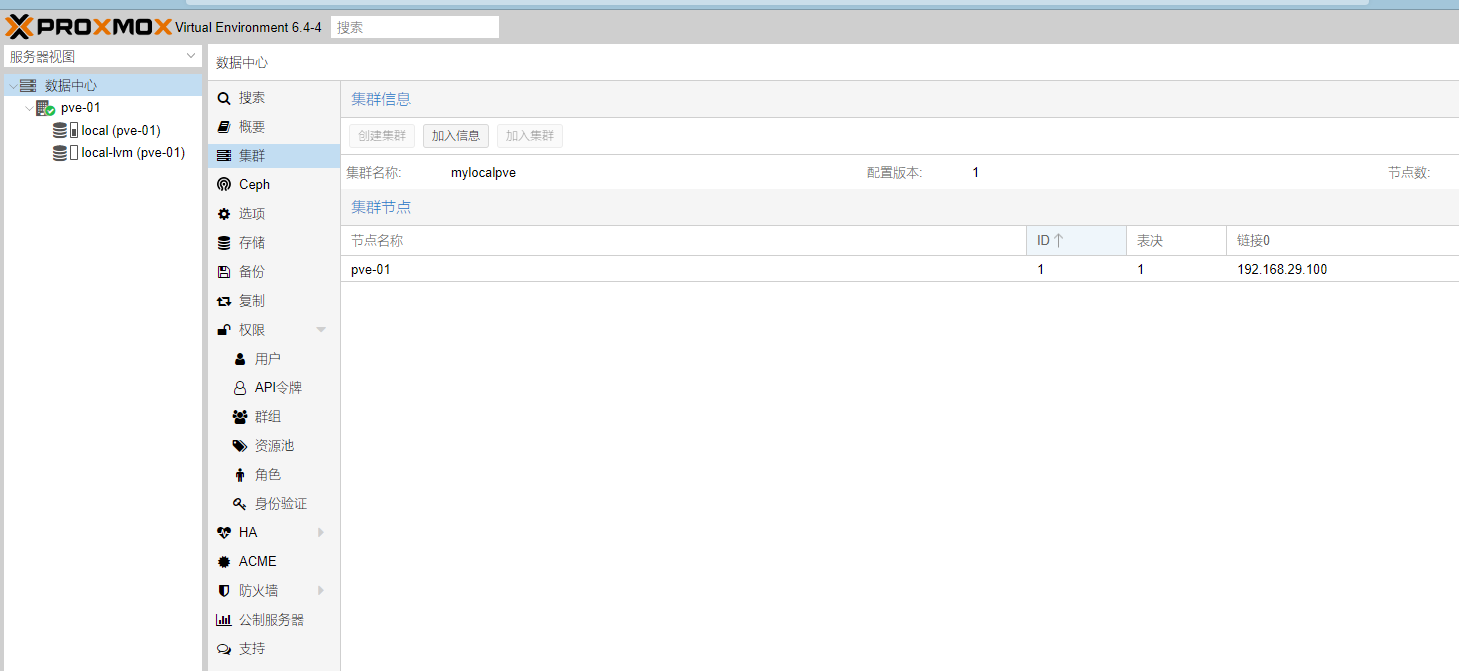 PROXMOX Virtual Environment 6.4-4 搜索
服务器视图
数据中心
pve-01
local (pve-01)
local-lvm (pve-01)
数据中心
搜索
概要
集群
Ceph
选项
存储
备份
复制
权限
用户
API令牌
群组
资源池
角色
身份验证
HA
ACME
防火墙
公制服务器
支持
集群信息
创建集群 加入信息 加入集群
集群名称: mylocalpve 配置版本: 1 节点数:
集群节点
节点名称 ID 表决 链接0
pve-01 1 1 192.168.29.100